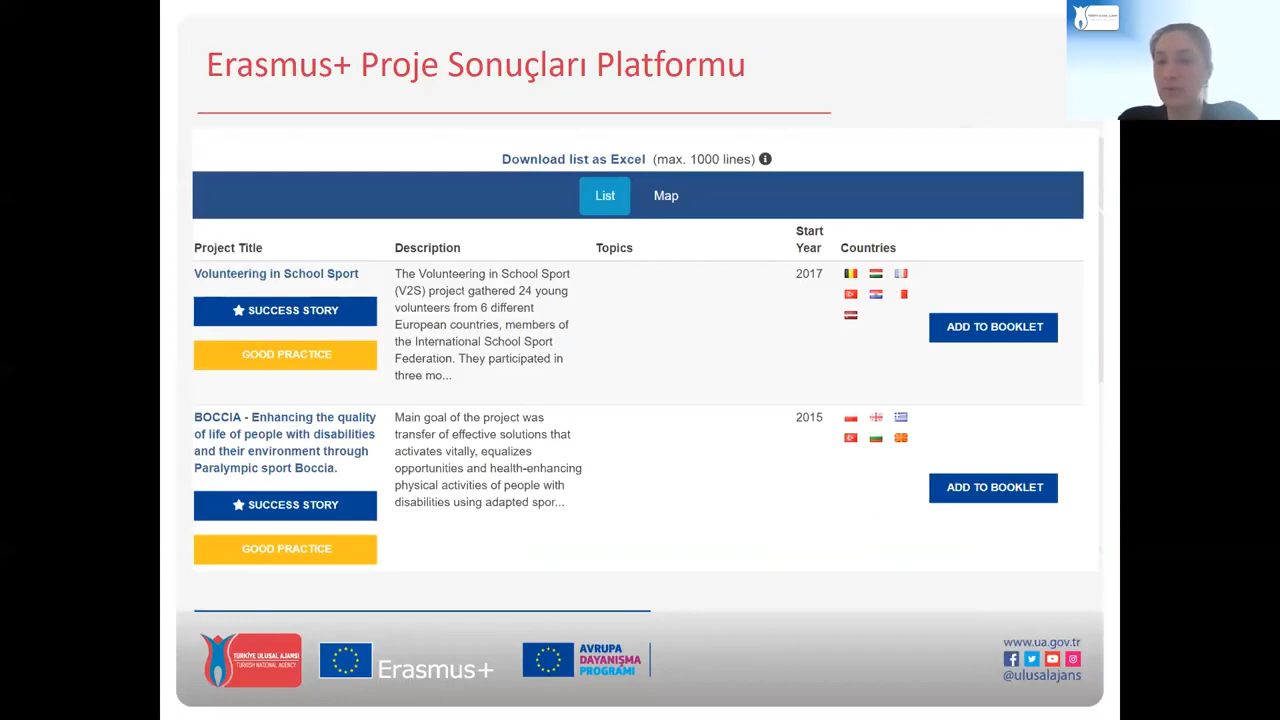 Erasmus+ Proje Sonuçları Platformu
Download list as Excel (max. 1000 lines)
List Map
Project Title Description Topics Start Year Countries
Volunteering in School Sport
SUCCESS STORY
GOOD PRACTICE
The Volunteering in School Sport
(V2S) project gathered 24 young
volunteers from 6 different
European countries, members of
the International School Sport
Federation. They participated in
three mo...
2017
ADD TO BOOKLET
BOCCIA - Enhancing the quality
of life of people with disabilities
and their environment through
Paralympic sport Boccia.
SUCCESS STORY
GOOD PRACTICE
Main goal of the project was
transfer of effective solutions that
activates vitally, equalizes
opportunities and health-enhancing
physical activities of people with
disabilities using adapted spor...
2015
ADD TO BOOKLET
TÜRKİYE ULUSAL AJANSI
TURKISH NATIONAL AGENCY
Erasmus+
AVRUPA
DAYANIŞMA
PROGRAMI
www.ua.gov.tr
@ulusalajans